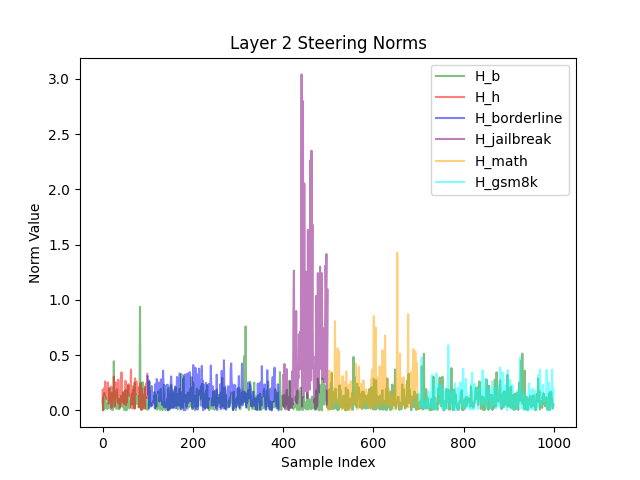 Layer 2 Steering Norms
Norm Value
3.0
2.5
2.0
1.5
1.0
0.5
0.0
H_b
H_h
H_borderline
H_jailbreak
H_math
H_gsm8k
0 200 400 600 800 1000
Sample Index